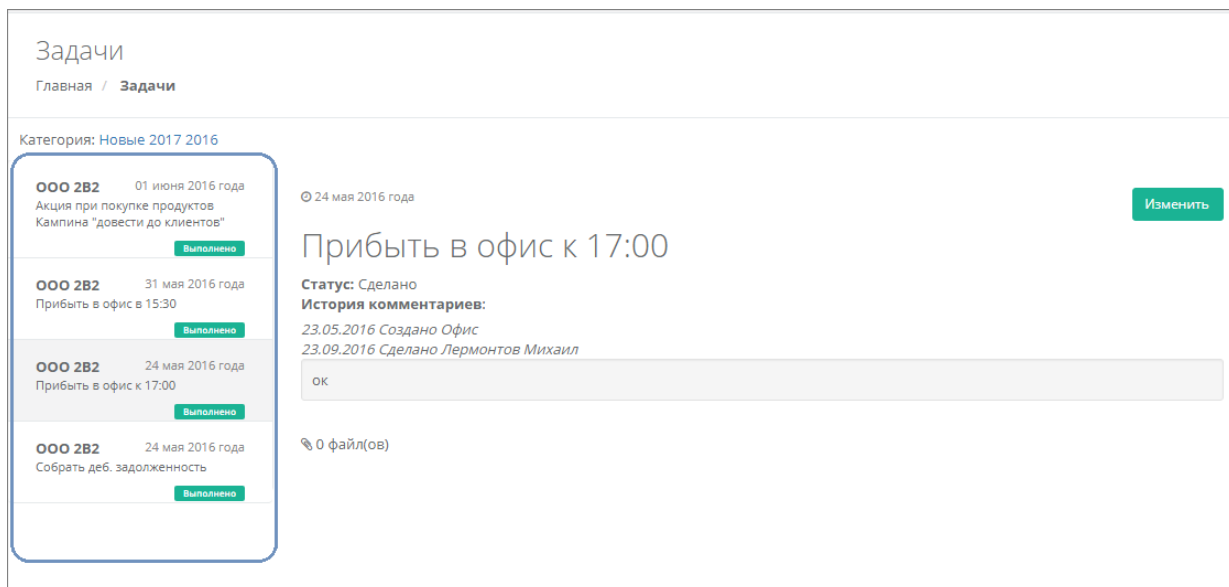 Задачи
Главная / Задачи
Категория: Новые 2017 2016
ООО 2В2 01 июня 2016 года
Акция при покупке продуктов
Кампина "довести до клиентов"
Выполнено
ООО 2В2 31 мая 2016 года
Прибыть в офис в 15:30
Выполнено
ООО 2В2 24 мая 2016 года
Прибыть в офис к 17:00
Выполнено
ООО 2В2 24 мая 2016 года
Собрать деб. задолженность
Выполнено
24 мая 2016 года
Изменить
Прибыть в офис к 17:00
Статус: Сделано
История комментариев:
23.05.2016 Создано Офис
23.09.2016 Сделано Лермонтов Михаил
ок
0 файл(ов)